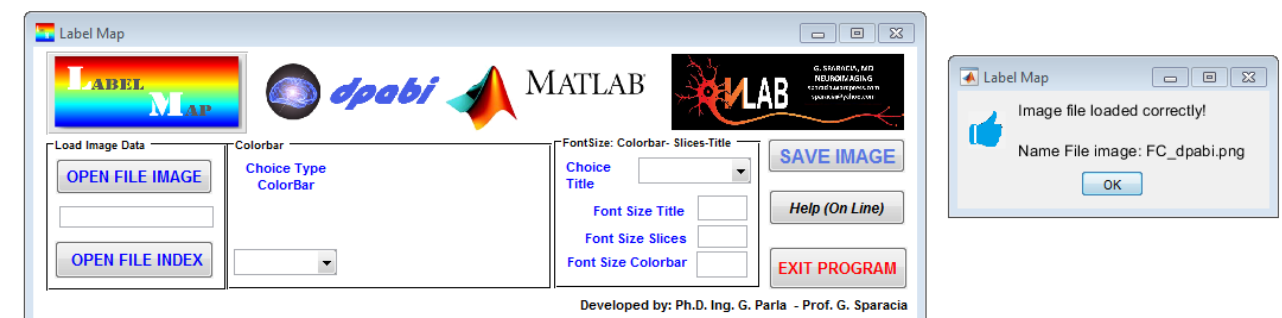 Label Map
LABEL
MAP
dpabi
MATLAB
VLAB
G. SPARACIA, MD
NEUROIMAGING
Load Image Data
OPEN FILE IMAGE
OPEN FILE INDEX
Colorbar
Choice Type
ColorBar
FontSize: Colorbar- Slices-Title
Choice
Title
Font Size Title
Font Size Slices
Font Size Colorbar
SAVE IMAGE
Help (On Line)
EXIT PROGRAM
Developed by: Ph.D. Ing. G. Parla - Prof. G. Sparacia
Label Map
Image file loaded correctly!
Name File image: FC_dpabi.png
OK